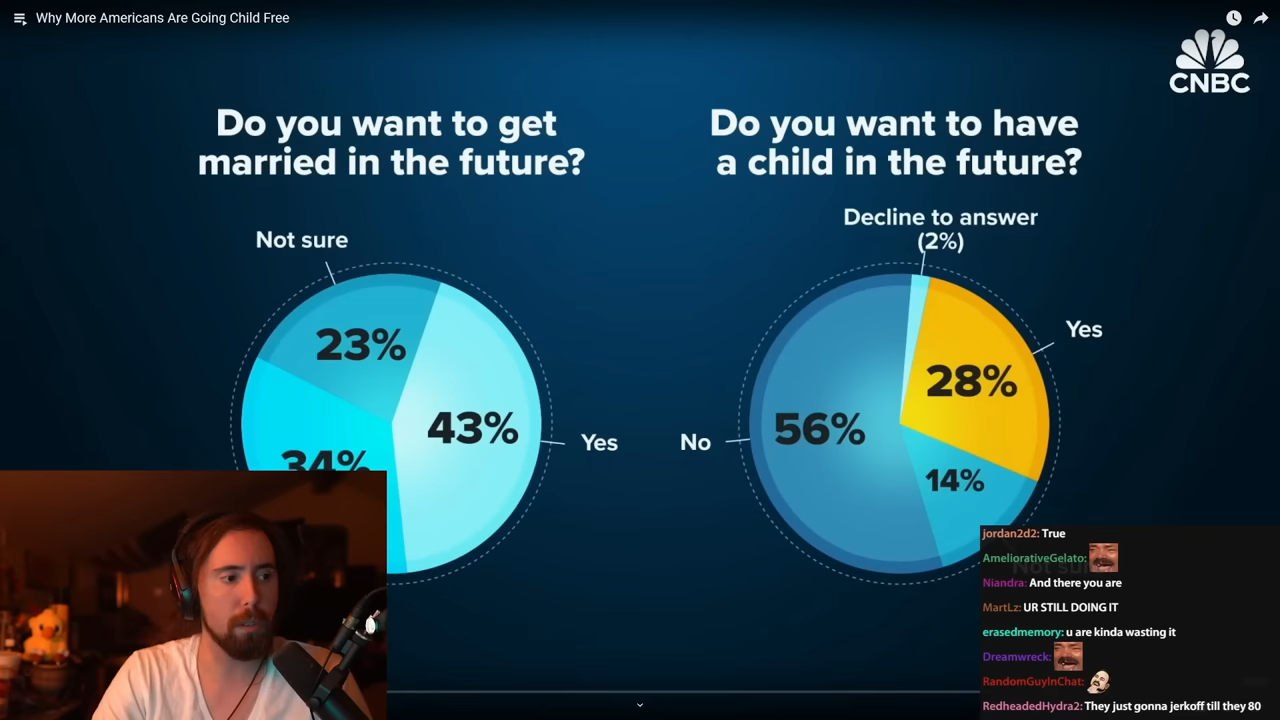 Why More Americans Are Going Child Free
CNBC
Do you want to get
married in the future?
Not sure
23%
43%
Yes
34%
Do you want to have
a child in the future?
Decline to answer
(2%)
Yes
28%
No
56%
14%
jordan2d2: True
AmeliorativeGelato:
Niandra: And there you are
MartLz: UR STILL DOING IT
erasedmemory: u are kinda wasting it
Dreamwreck:
RandomGuyInChat:
RedheadedHydra2: They just gonna jerkoff till they 80